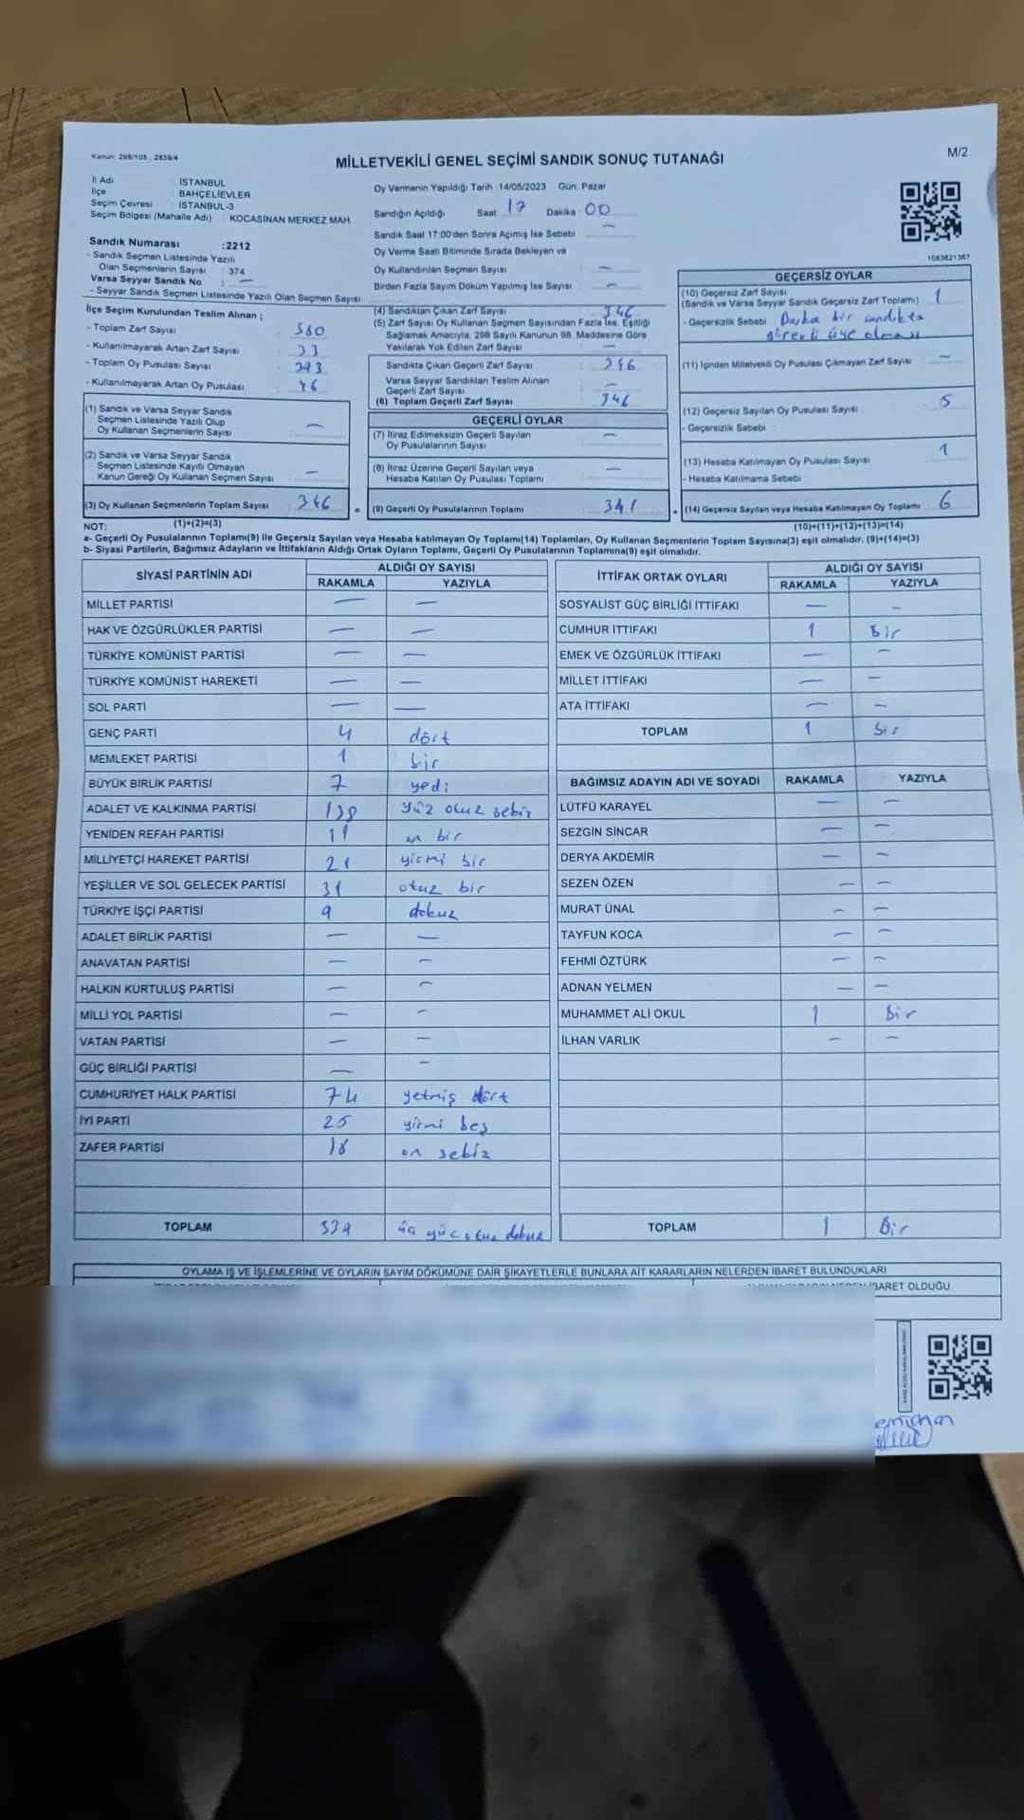 Kanun: 298/105 , 2839/4
MİLLETVEKİLİ GENEL SEÇİMİ SANDIK SONUÇ TUTANAĞI
M/2
İl Adı İSTANBUL
İlçe BAHÇELİEVLER
Seçim Çevresi İSTANBUL-3
Seçim Bölgesi (Mahalle Adı) KOCASİNAN MERKEZ MAH.
Oy Vermenin Yapıldığı Tarih 14/05/2023 Gün: Pazar
Sandığın Açıldığı Saat 17 Dakika 00
Sandık Saat 17:00'den Sonra Açımış İse Sebebi —
Oy Verme Saati Bitiminde Sırada Bekleyen ve
Oy Kullandırılan Seçmen Sayısı —
Birden Fazla Sayım Döküm Yapılmış İse Sayısı —
1083621367
Sandık Numarası :2212
- Sandık Seçmen Listesinde Yazılı
Olan Seçmenlerin Sayısı : 374
Varsa Seyyar Sandık No : —
- Seyyar Sandık Seçmen Listesinde Yazılı Olan Seçmen Sayısı :
İlçe Seçim Kurulundan Teslim Alınan ;
- Toplam Zarf Sayısı 380
- Kullanılmayarak Artan Zarf Sayısı 33
- Toplam Oy Pusulası Sayısı 393
- Kullanılmayarak Artan Oy Pusulası 46
(1) Sandık ve Varsa Seyyar Sandık
Seçmen Listesinde Yazılı Olup
Oy Kullanan Seçmenlerin Sayısı —
(2) Sandık ve Varsa Seyyar Sandık
Seçmen Listesinde Kayıtlı Olmayan
Kanun Gereği Oy Kullanan Seçmen Sayısı —
(3) Oy Kullanan Seçmenlerin Toplam Sayısı 346
(1)+(2)=(3)
(4) Sandıktan Çıkan Zarf Sayısı 346
(5) Zarf Sayısı Oy Kullanan Seçmen Sayısından Fazla İse, Eşitliği
Sağlamak Amacıyla, 298 Sayılı Kanunun 98. Maddesine Göre
Yakılarak Yok Edilen Zarf Sayısı —
Sandıkta Çıkan Geçerli Zarf Sayısı 346
Varsa Seyyar Sandıktan Teslim Alınan
Geçerli Zarf Sayısı —
(6) Toplam Geçerli Zarf Sayısı 346
GEÇERLİ OYLAR
(7) İtiraz Edilmeksizin Geçerli Sayılan
Oy Pusulalarının Sayısı —
(8) İtiraz Üzerine Geçerli Sayılan veya
Hesaba Katılan Oy Pusulası Toplamı —
(9) Geçerli Oy Pusulalarının Toplamı 341
GEÇERSİZ OYLAR
(10) Geçersiz Zarf Sayısı 1
(Sandık ve Varsa Seyyar Sandık Geçersiz Zarf Toplamı)
- Geçersizlik Sebebi Başka bir sandıkta
görevli üye olması
(11) İçinden Milletvekili Oy Pusulası Çıkmayan Zarf Sayısı —
(12) Geçersiz Sayılan Oy Pusulası Sayısı 5
- Geçersizlik Sebebi
(13) Hesaba Katılmayan Oy Pusulası Sayısı 1
- Hesaba Katılmama Sebebi
(14) Geçersiz Sayılan veya Hesaba Katılmayan Oy Toplamı 6
(10)+(11)+(12)+(13)=(14)
NOT:
a- Geçerli Oy Pusulalarının Toplamı(9) ile Geçersiz Sayılan veya Hesaba katılmayan Oy Toplamı(14) Toplamları, Oy Kullanan Seçmenlerin Toplam Sayısına(3) eşit olmalıdır. (9)+(14)=(3)
b- Siyasi Partilerin, Bağımsız Adayların ve İttifakların Aldığı Ortak Oyların Toplamı, Geçerli Oy Pusulalarının Toplamına(9) eşit olmalıdır.
SİYASİ PARTİNİN ADI ALDIĞI OY SAYISI
RAKAMLA YAZIYLA
MİLLET PARTİSİ — —
HAK VE ÖZGÜRLÜKLER PARTİSİ — —
TÜRKİYE KOMÜNİST PARTİSİ — —
TÜRKİYE KOMÜNİST HAREKETİ — —
SOL PARTİ — —
GENÇ PARTİ 4 dört
MEMLEKET PARTİSİ 1 bir
BÜYÜK BİRLİK PARTİSİ 7 yedi
ADALET VE KALKINMA PARTİSİ 138 yüz otuz sekiz
YENİDEN REFAH PARTİSİ 11 on bir
MİLLİYETÇİ HAREKET PARTİSİ 21 yirmi bir
YEŞİLLER VE SOL GELECEK PARTİSİ 31 otuz bir
TÜRKİYE İŞÇİ PARTİSİ 9 dokuz
ADALET BİRLİK PARTİSİ — —
ANAVATAN PARTİSİ — —
HALKIN KURTULUŞ PARTİSİ — —
MİLLİ YOL PARTİSİ — —
VATAN PARTİSİ — —
GÜÇ BİRLİĞİ PARTİSİ — —
CUMHURİYET HALK PARTİSİ 74 yetmiş dört
İYİ PARTİ 25 yirmi beş
ZAFER PARTİSİ 18 on sekiz
TOPLAM 339 üç yüz otuz dokuz
İTTİFAK ORTAK OYLARI ALDIĞI OY SAYISI
RAKAMLA YAZIYLA
SOSYALİST GÜÇ BİRLİĞİ İTTİFAKI — —
CUMHUR İTTİFAKI 1 Bir
EMEK VE ÖZGÜRLÜK İTTİFAKI — —
MİLLET İTTİFAKI — —
ATA İTTİFAKI — —
TOPLAM 1 bir
BAĞIMSIZ ADAYIN ADI VE SOYADI RAKAMLA YAZIYLA
LÜTFÜ KARAYEL — —
SEZGİN SİNCAR — —
DERYA AKDEMİR — —
SEZEN ÖZEN — —
MURAT ÜNAL — —
TAYFUN KOCA — —
FEHMİ ÖZTÜRK — —
ADNAN YELMEN — —
MUHAMMET ALİ OKUL 1 Bir
İLHAN VARLIK — —
TOPLAM 1 Bir
OYLAMA İŞ VE İŞLEMLERİNE VE OYLARIN SAYIM DÖKÜMÜNE DAİR ŞİKAYETLERLE BUNLARA AİT KARARLARIN NELERDEN İBARET BULUNDUKLARI
İBARET OLDUĞU